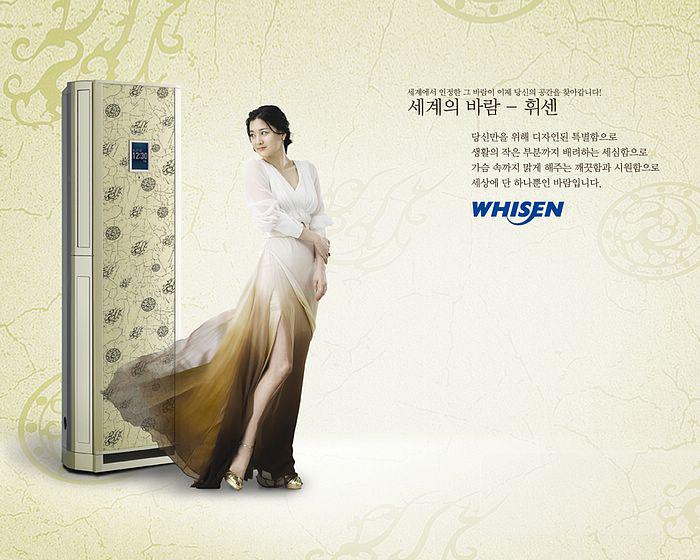 세계에서 인정한 그 바람이 이제 당신의 공간을 찾아갑니다!
세계의 바람 – 휘센
당신만을 위해 디자인된 특별함으로
생활의 작은 부분까지 배려하는 세심함으로
가슴 속까지 맑게 해주는 깨끗함과 시원함으로
세상에 단 하나뿐인 바람입니다.
WHISEN
12:30